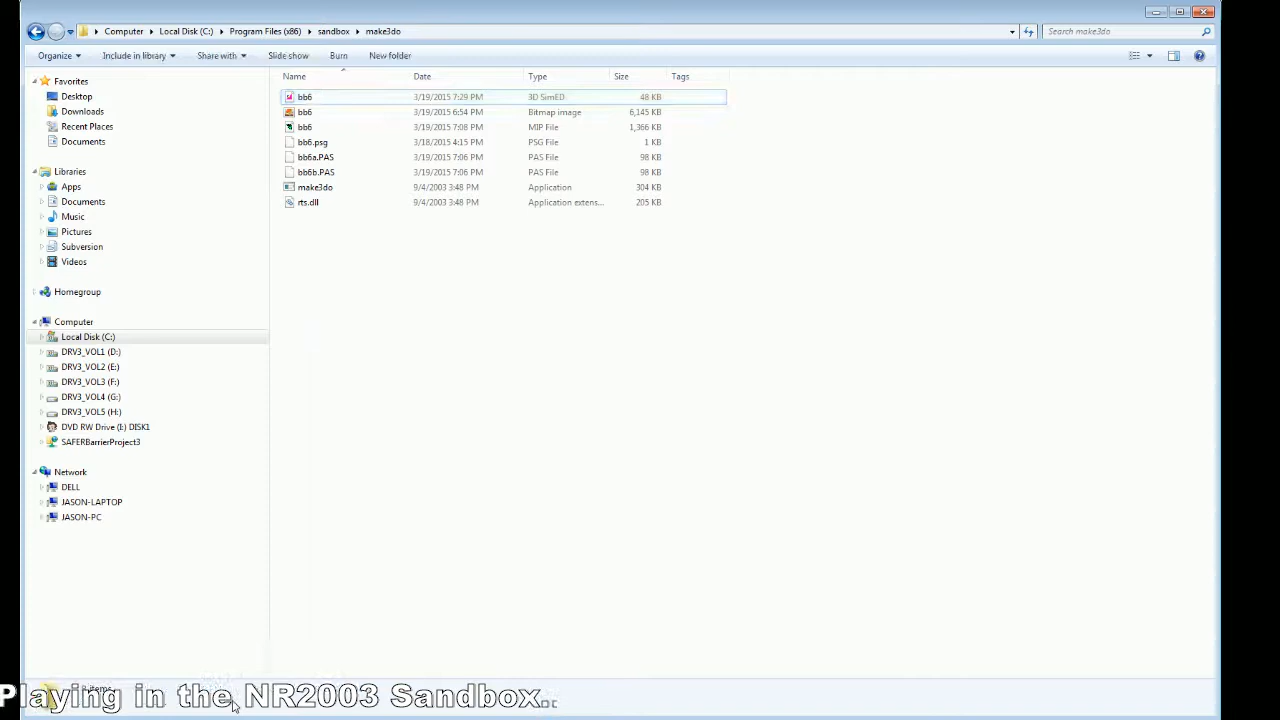 Computer ▸ Local Disk (C:) ▸ Program Files (x86) ▸ sandbox ▸ make3do
Search make3do
Organize Include in library Share with Slide show Burn New folder
Name Date Type Size Tags
Favorites
Desktop
Downloads
Recent Places
Documents
Libraries
Apps
Documents
Music
Pictures
Subversion
Videos
Homegroup
Computer
Local Disk (C:)
DRV3_VOL1 (D:)
DRV3_VOL2 (E:)
DRV3_VOL3 (F:)
DRV3_VOL4 (G:)
DRV3_VOL5 (H:)
DVD RW Drive (E) DISK1
SAFERBarrierProject3
Network
DELL
JASON-LAPTOP
JASON-PC
bb6 3/19/2015 7:29 PM 3D SimED 48 KB
bb6 3/19/2015 6:54 PM Bitmap image 6,145 KB
bb6 3/19/2015 7:08 PM MIP File 1,366 KB
bb6.psg 3/18/2015 4:15 PM PSG File 1 KB
bb6a.PAS 3/19/2015 7:06 PM PAS File 98 KB
bb6b.PAS 3/19/2015 7:06 PM PAS File 98 KB
make3do 9/4/2003 3:48 PM Application 304 KB
rts.dll 9/4/2003 3:48 PM Application extens... 205 KB
Playing in the NR2003 Sandbox...